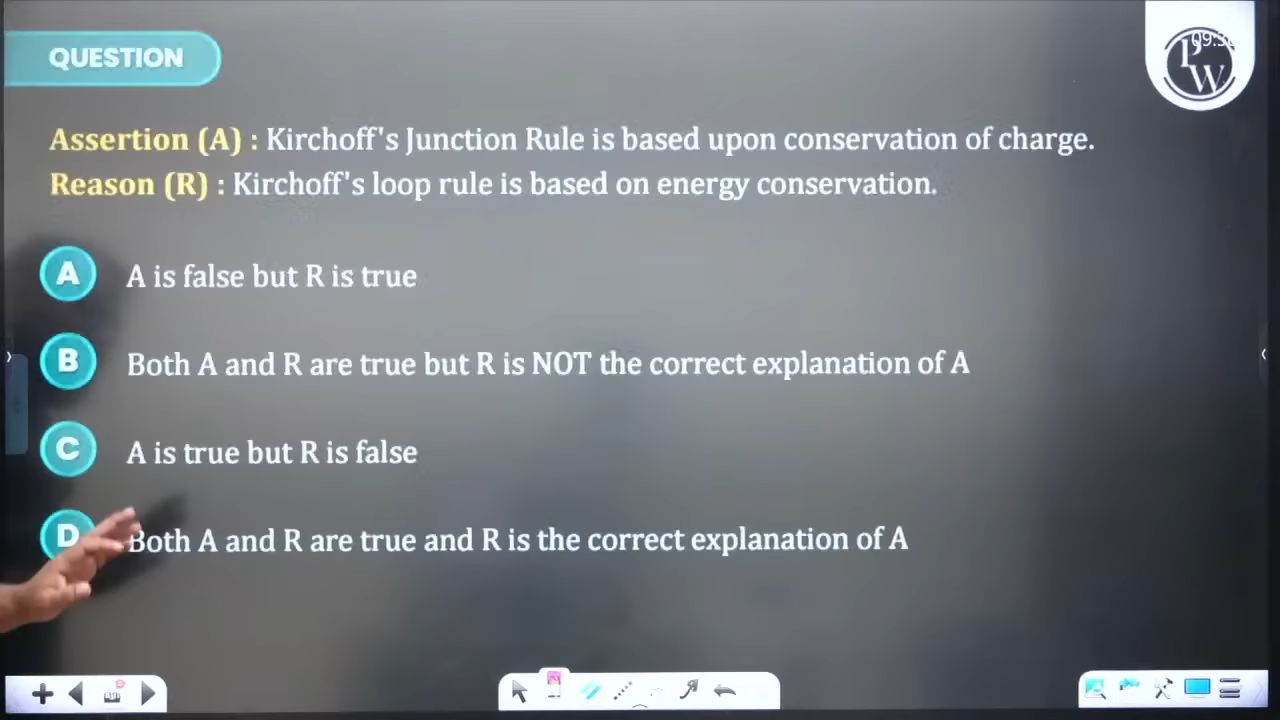 QUESTION
Assertion (A) : Kirchoff's Junction Rule is based upon conservation of charge.
Reason (R) : Kirchoff's loop rule is based on energy conservation.
A A is false but R is true
B Both A and R are true but R is NOT the correct explanation of A
C A is true but R is false
D Both A and R are true and R is the correct explanation of A
PW